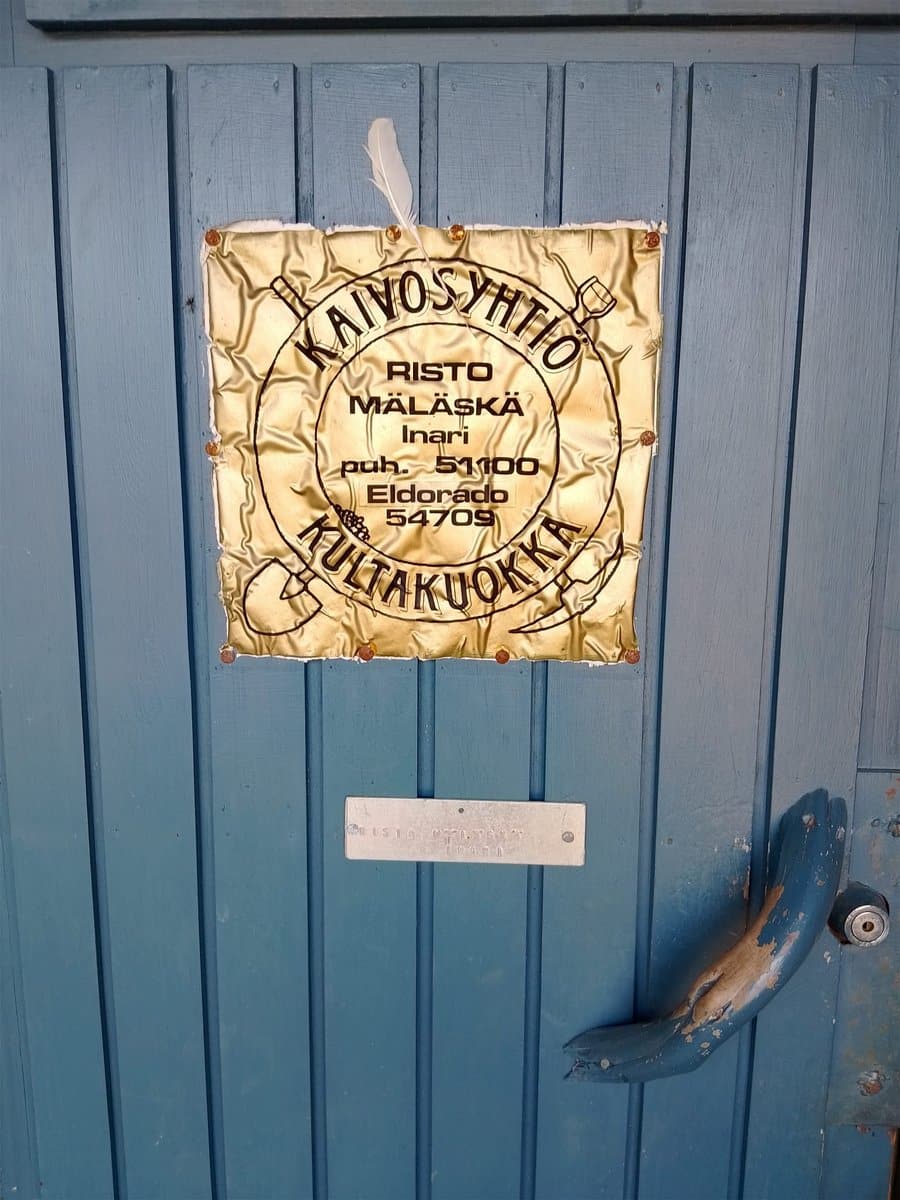 KAIVOSYHTIÖ
RISTO
MÄLÄSKÄ
Inari
puh. 51100
Eldorado
54709
KULTAKUOKKA